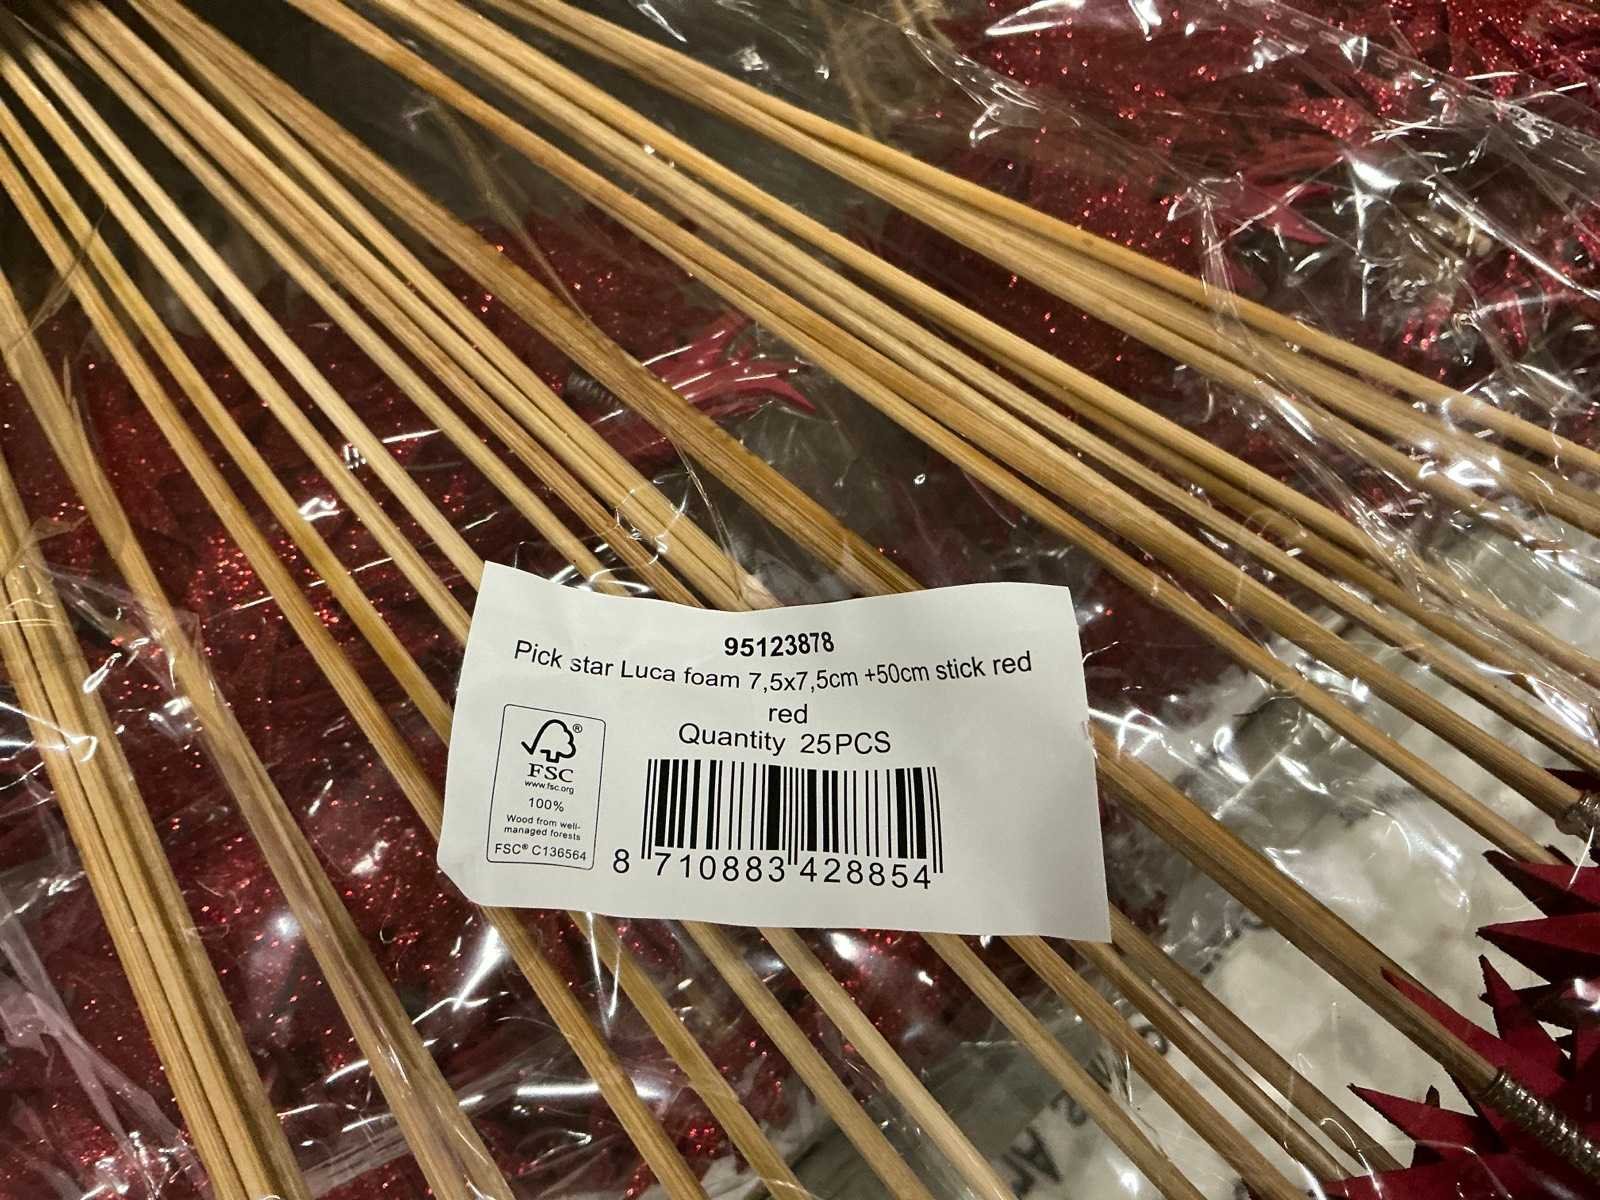 95123878
Pick star Luca foam 7,5x7,5cm +50cm stick red
red
Quantity 25PCS
FSC
®
www.fsc.org
100%
Wood from well-
managed forests
FSC® C136564
8 710883 428854